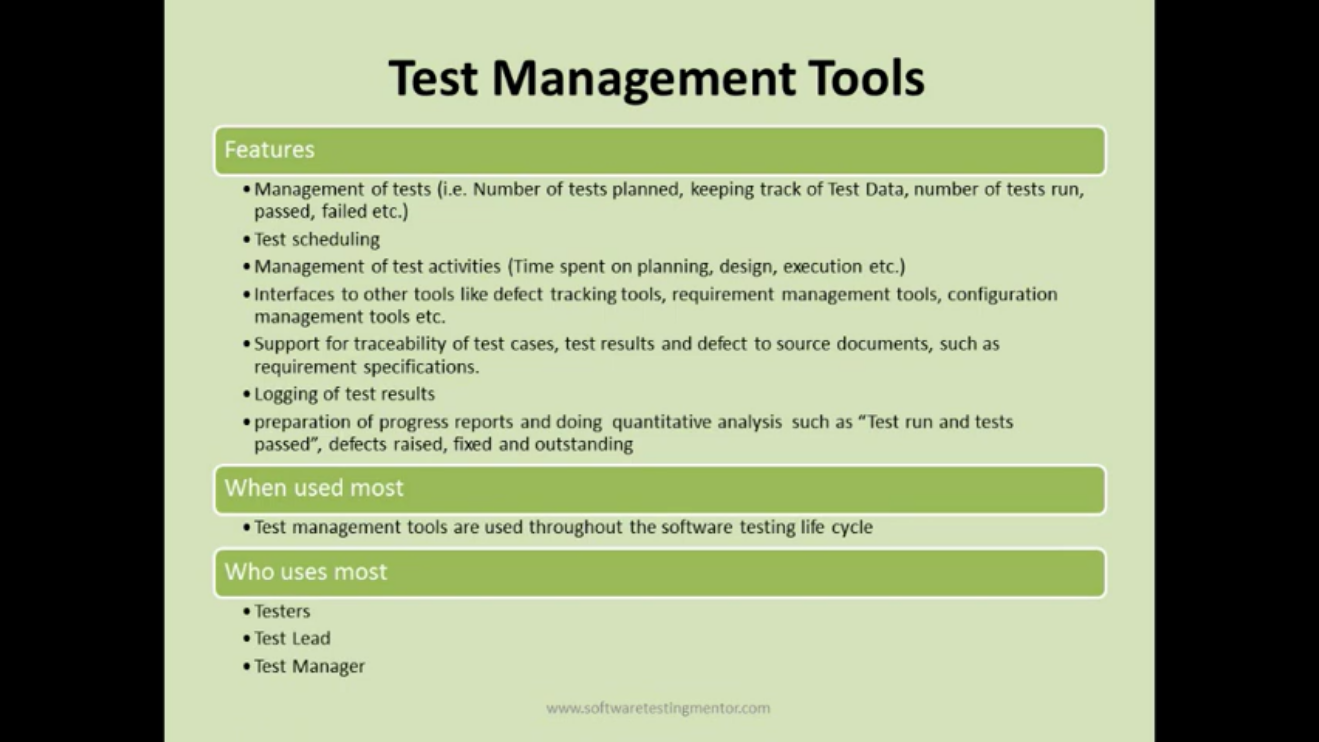 Test Management Tools
Features
•Management of tests (i.e. Number of tests planned, keeping track of Test Data, number of tests run,
passed, failed etc.)
•Test scheduling
•Management of test activities (Time spent on planning, design, execution etc.)
•Interfaces to other tools like defect tracking tools, requirement management tools, configuration
management tools etc.
•Support for traceability of test cases, test results and defect to source documents, such as
requirement specifications.
•Logging of test results
•preparation of progress reports and doing quantitative analysis such as “Test run and tests
passed”, defects raised, fixed and outstanding
When used most
•Test management tools are used throughout the software testing life cycle
Who uses most
•Testers
•Test Lead
•Test Manager
www.softwaretestingmentor.com